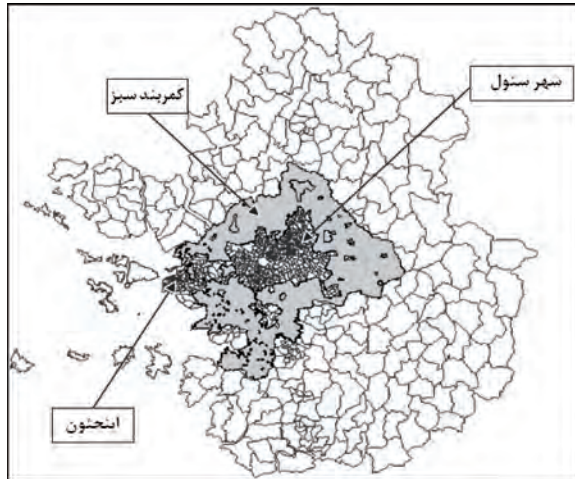 شهر سئول
کمربند سبز
اینچئون